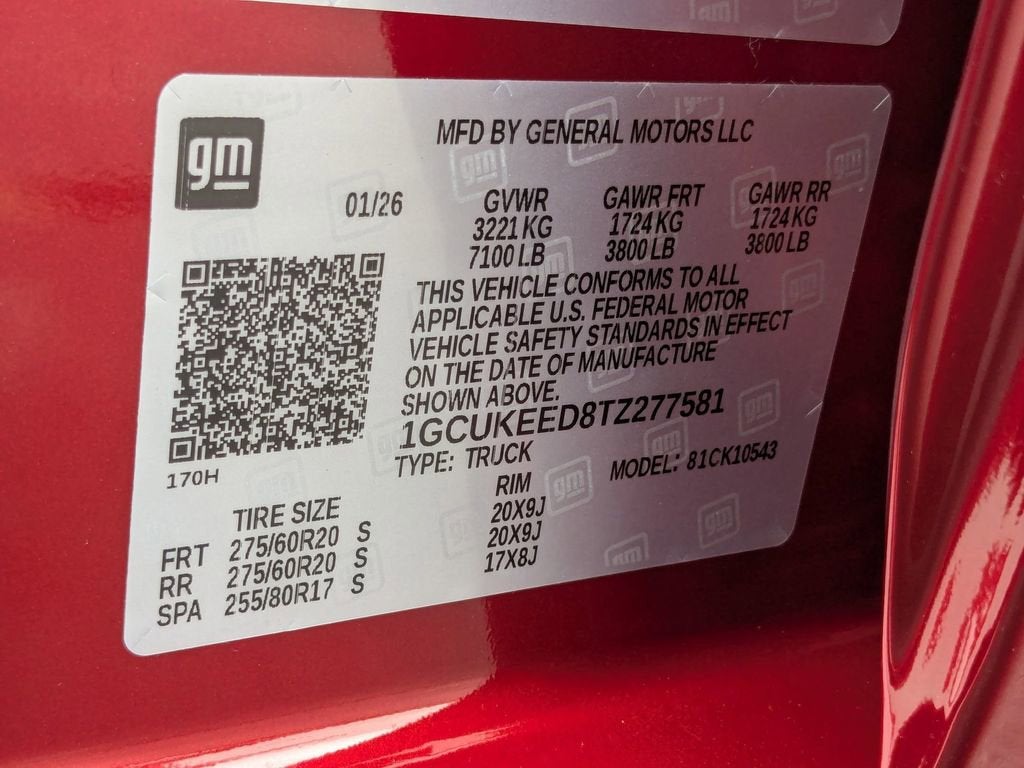 gm
MFD BY GENERAL MOTORS LLC
01/26
GVWR GAWR FRT GAWR RR
3221 KG 1724 KG 1724 KG
7100 LB 3800 LB 3800 LB
THIS VEHICLE CONFORMS TO ALL
APPLICABLE U.S. FEDERAL MOTOR
VEHICLE SAFETY STANDARDS IN EFFECT
ON THE DATE OF MANUFACTURE
SHOWN ABOVE.
1GCUKEED8TZ277581
TYPE: TRUCK MODEL: 81CK10543
170H
TIRE SIZE RIM
FRT 275/60R20 S 20X9J
RR 275/60R20 S 20X9J
SPA 255/80R17 S 17X8J